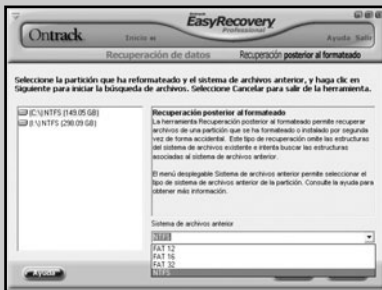 Ontrack
EasyRecovery
Professional
Inicio
Ayuda Salir
Recuperación de datos
Recuperación posterior al formateado
Seleccione la partición que ha reformateado y el sistema de archivos anterior, y haga clic en
Siguiente para iniciar la búsqueda de archivos. Seleccione Cancelar para salir de la herramienta.
(C:\) NTFS (149.05 GB)
(I:\) NTFS (298.09 GB)
Recuperación posterior al formateado
La herramienta Recuperación posterior al formateado permite recuperar
archivos de una partición que se ha formateado o instalado por segunda
vez de forma accidental. Este tipo de recuperación omite las estructuras
del sistema de archivos existente e intenta buscar las estructuras
asociadas al sistema de archivos anterior.
El menú desplegable Sistema de archivos anterior permite seleccionar el
tipo de sistema de archivos anterior de la partición. Consulte la ayuda para
obtener más información.
Sistema de archivos anterior
NTFS
FAT 12
FAT 16
FAT 32
NTFS
Ayuda